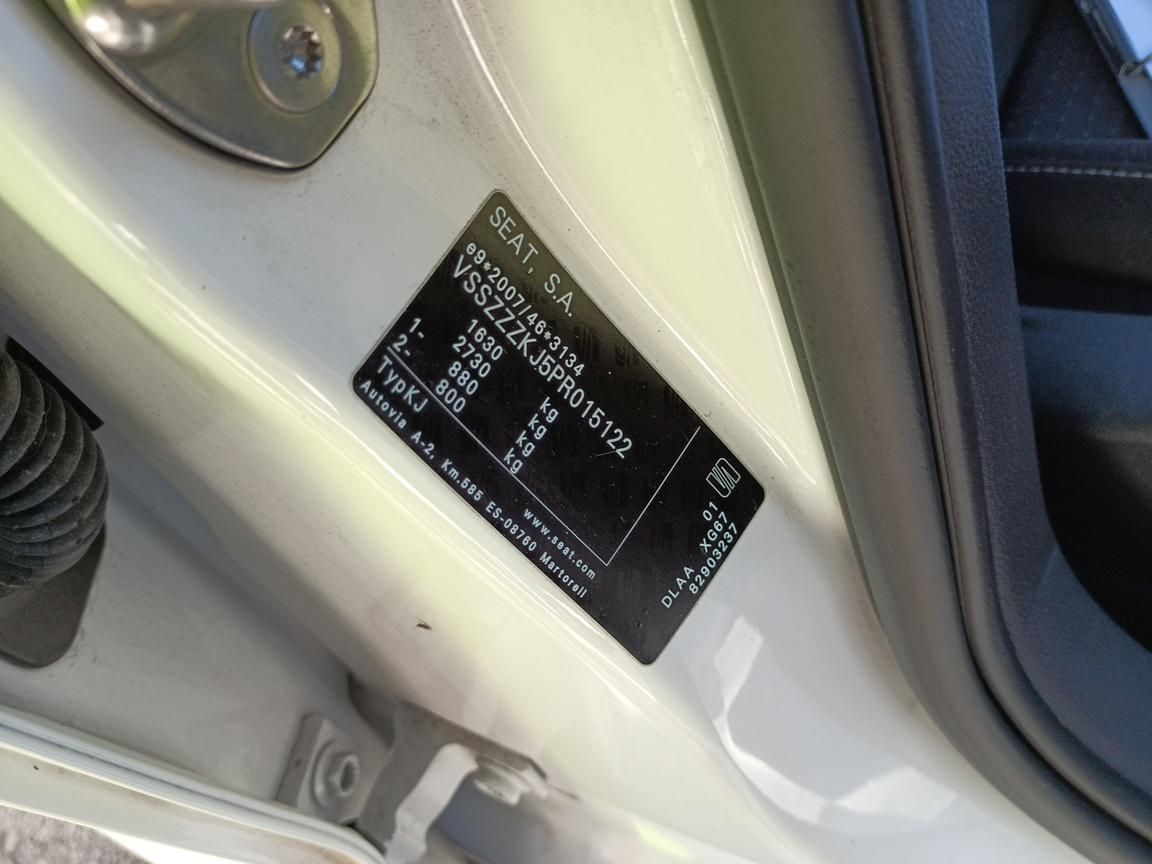 SEAT, S.A.
e9*2007/46*3134
VSSZZZKJ5PR015122
1630 kg
2730 kg
1- 880 kg
2- 800 kg
TypKJ
www.seat.com
Autovia A-2, Km.585 ES-08760 Martorell
01
DLAA XG67
82903237